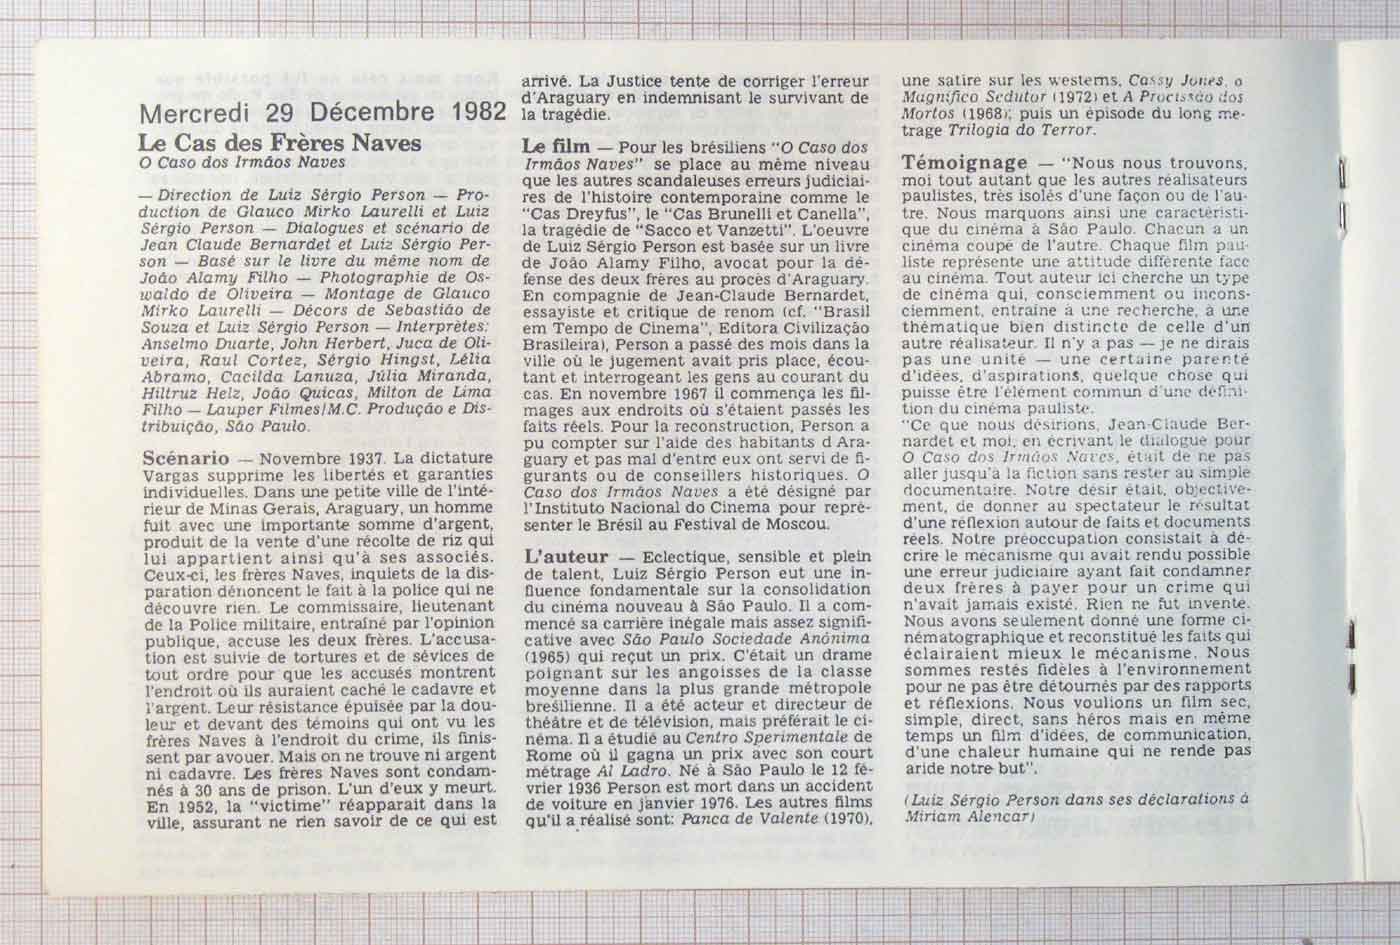 Mercredi 29 Décembre 1982
Le Cas des Frères Naves
O Caso dos Irmãos Naves
— Direction de Luiz Sérgio Person — Pro-
duction de Glauco Mirko Laurelli et Luiz
Sérgio Person — Dialogues et scénario de
Jean Claude Bernardet et Luiz Sérgio Per-
son — Basé sur le livre du même nom de
João Alamy Filho — Photographie de Os-
waldo de Oliveira — Montage de Glauco
Mirko Laurelli — Décors de Sebastião de
Souza et Luiz Sérgio Person — Interprètes:
Anselmo Duarte, John Herbert, Juca de Oli-
veira, Raul Cortez, Sérgio Hingst, Lélia
Abramo, Cacilda Lanuza, Júlia Miranda,
Hiltruz Helz, João Quicas, Milton de Lima
Filho — Lauper Filmes/M.C. Produção e Dis-
tribuição, São Paulo.
Scénario — Novembre 1937. La dictature
Vargas supprime les libertés et garanties
individuelles. Dans une petite ville de l'inté-
rieur de Minas Gerais, Araguary, un homme
fuit avec une importante somme d'argent,
produit de la vente d'une récolte de riz qui
lui appartient ainsi qu'à ses associés.
Ceux-ci, les frères Naves, inquiets de la dis-
paration dénoncent le fait à la police qui ne
découvre rien. Le commissaire, lieutenant
de la Police militaire, entraîné par l'opinion
publique, accuse les deux frères. L'accusa-
tion est suivie de tortures et de sévices de
tout ordre pour que les accusés montrent
l'endroit où ils auraient caché le cadavre et
l'argent. Leur résistance épuisée par la dou-
leur et devant des témoins qui ont vu les
frères Naves à l'endroit du crime, ils finis-
sent par avouer. Mais on ne trouve ni argent
ni cadavre. Les frères Naves sont condam-
nés à 30 ans de prison. L'un d'eux y meurt.
En 1952, la "victime" réapparait dans la
ville, assurant ne rien savoir de ce qui est
arrivé. La Justice tente de corriger l'erreur
d'Araguary en indemnisant le survivant de
la tragédie.
Le film — Pour les brésiliens "O Caso dos
Irmãos Naves" se place au même niveau
que les autres scandaleuses erreurs judiciai-
res de l'histoire contemporaine comme le
"Cas Dreyfus", le "Cas Brunelli et Canella",
la tragédie de "Sacco et Vanzetti". L'oeuvre
de Luiz Sérgio Person est basée sur un livre
de João Alamy Filho, avocat pour la dé-
fense des deux frères au procès d'Araguary.
En compagnie de Jean-Claude Bernardet,
essayiste et critique de renom (cf. "Brasil
em Tempo de Cinema", Editora Civilização
Brasileira), Person a passé des mois dans la
ville où le jugement avait pris place, écou-
tant et interrogeant les gens au courant du
cas. En novembre 1967 il commença les fil-
mages aux endroits où s'étaient passés les
faits réels. Pour la reconstruction, Person a
pu compter sur l'aide des habitants d Ara-
guary et pas mal d'entre eux ont servi de fi-
gurants ou de conseillers historiques. O
Caso dos Irmãos Naves a été désigné par
l'Instituto Nacional do Cinema pour repré-
senter le Brésil au Festival de Moscou.
L'auteur — Eclectique, sensible et plein
de talent, Luiz Sérgio Person eut une in-
fluence fondamentale sur la consolidation
du cinéma nouveau à São Paulo. Il a com-
mencé sa carrière inégale mais assez signifi-
cative avec São Paulo Sociedade Anónima
(1965) qui reçut un prix. C'était un drame
poignant sur les angoisses de la classe
moyenne dans la plus grande métropole
bresilienne. Il a été acteur et directeur de
théâtre et de télévision, mais préférait le ci-
néma. Il a étudié au Centro Sperimentale de
Rome où il gagna un prix avec son court
métrage Al Ladro. Né à São Paulo le 12 fé-
vrier 1936 Person est mort dans un accident
de voiture en janvier 1976. Les autres films
qu'il a réalisé sont: Panca de Valente (1970),
une satire sur les westerns, Cassy Jones, o
Magnífico Sedutor (1972) et A Procissão dos
Mortos (1968); puis un épisode du long me-
trage Trilogia do Terror.
Témoignage — "Nous nous trouvons,
moi tout autant que les autres réalisateurs
paulistes, très isolés d'une façon ou de l'au-
tre. Nous marquons ainsi une caractéristi-
que du cinéma à São Paulo. Chacun a un
cinéma coupé de l'autre. Chaque film pau-
liste représente une attitude différente face
au cinéma. Tout auteur ici cherche un type
de cinéma qui, consciemment ou incons-
ciemment, entraîne à une recherche, à une
thématique bien distincte de celle d'un
autre réalisateur. Il n'y a pas — je ne dirais
pas une unité — une certaine parenté
d'idées, d'aspirations, quelque chose qui
puisse être l'élément commun d'une défini-
tion du cinéma pauliste.
"Ce que nous désirions, Jean-Claude Ber-
nardet et moi, en écrivant le dialogue pour
O Caso dos Irmãos Naves, était de ne pas
aller jusqu'à la fiction sans rester au simple
documentaire. Notre désir était, objective-
ment, de donner au spectateur le résultat
d'une réflexion autour de faits et documents
réels. Notre préoccupation consistait à dé-
crire le mécanisme qui avait rendu possible
une erreur judiciaire ayant fait condamner
deux frères à payer pour un crime qui
n'avait jamais existé. Rien ne fut inventé.
Nous avons seulement donné une forme ci-
nématographique et reconstitué les faits qui
éclairaient mieux le mécanisme. Nous
sommes restés fidèles à l'environnement
pour ne pas être détournés par des rapports
et réflexions. Nous voulions un film sec,
simple, direct, sans héros mais en même
temps un film d'idées, de communication,
d'une chaleur humaine qui ne rende pas
aride notre but".
(Luiz Sérgio Person dans ses déclarations à
Miriam Alencar)